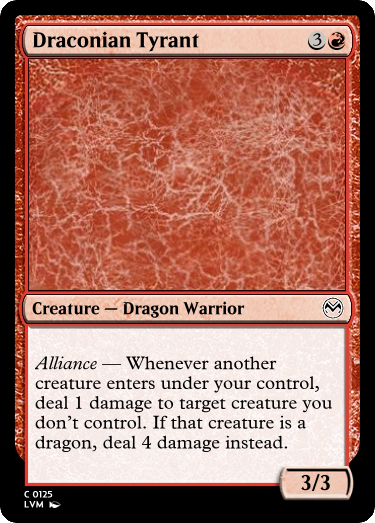 Draconian Tyrant 3
Creature — Dragon Warrior
Alliance — Whenever another
creature enters under your control,
deal 1 damage to target creature you
don't control. If that creature is a
dragon, deal 4 damage instead.
3/3
C 0125
LVM